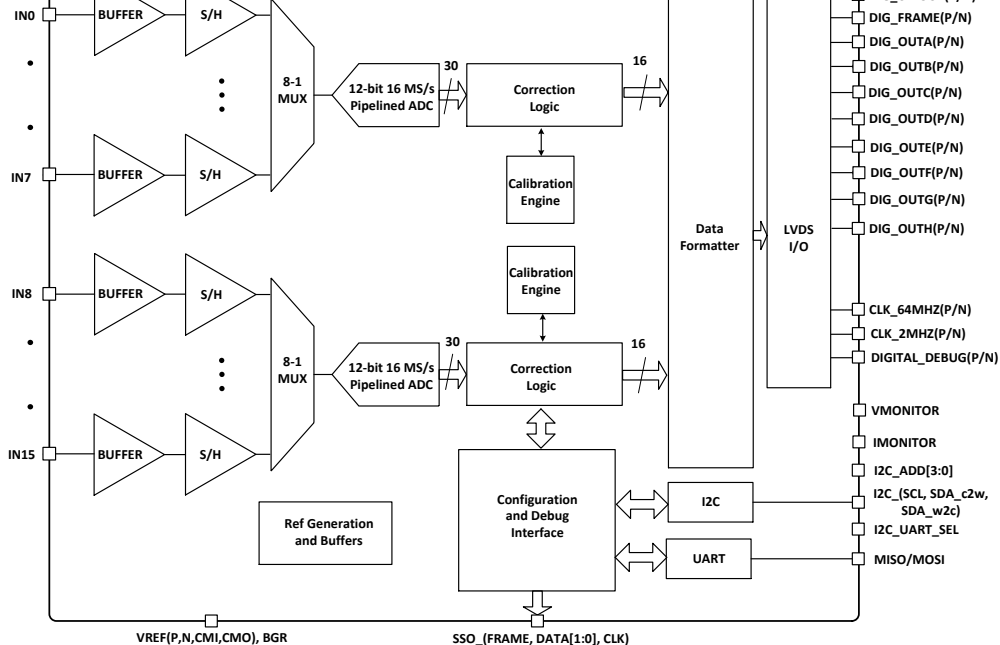 DIG_FRAME(P/N)
IN0
BUFFER
S/H
DIG_OUTA(P/N)
DIG_OUTB(P/N)
30
16
8-1
MUX
12-bit 16 MS/s
Pipelined ADC
Correction
Logic
DIG_OUTC(P/N)
DIG_OUTD(P/N)
DIG_OUTE(P/N)
IN7
BUFFER
S/H
DIG_OUTF(P/N)
Calibration
Engine
DIG_OUTG(P/N)
Data
Formatter
LVDS
I/O
DIG_OUTH(P/N)
Calibration
Engine
IN8
BUFFER
S/H
CLK_64MHZ(P/N)
CLK_2MHZ(P/N)
30
16
DIGITAL_DEBUG(P/N)
8-1
MUX
12-bit 16 MS/s
Pipelined ADC
Correction
Logic
VMONITOR
IMONITOR
IN15
BUFFER
S/H
I2C_ADD[3:0]
Configuration
and Debug
Interface
I2C
I2C_(SCL, SDA_c2w,
SDA_w2c)
Ref Generation
and Buffers
I2C_UART_SEL
UART
MISO/MOSI
VREF(P,N,CMI,CMO), BGR
SSO_(FRAME, DATA[1:0], CLK)